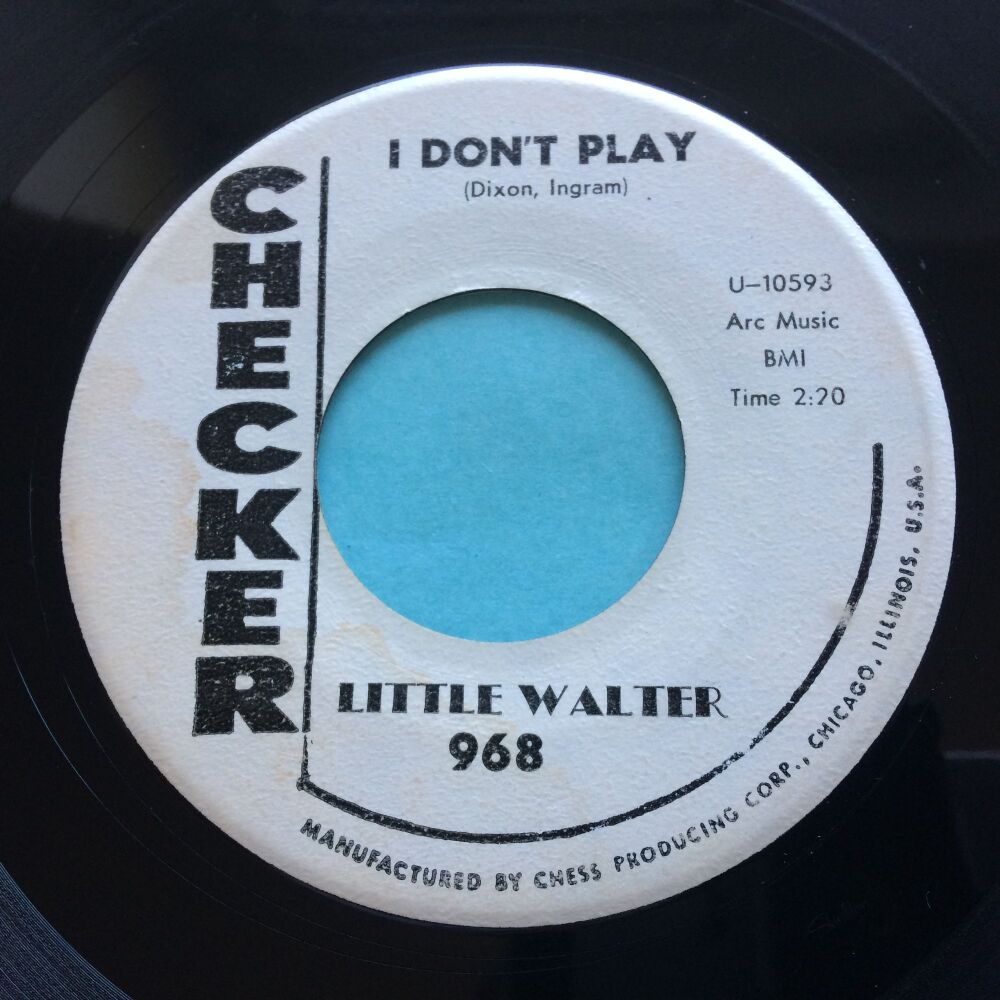 CHECKER
I DON'T PLAY
(Dixon, Ingram)
U-10593
Arc Music
BMI
Time 2:20
LITTLE WALTER
968
MANUFACTURED BY CHESS PRODUCING CORP., CHICAGO, ILLINOIS, U.S.A.